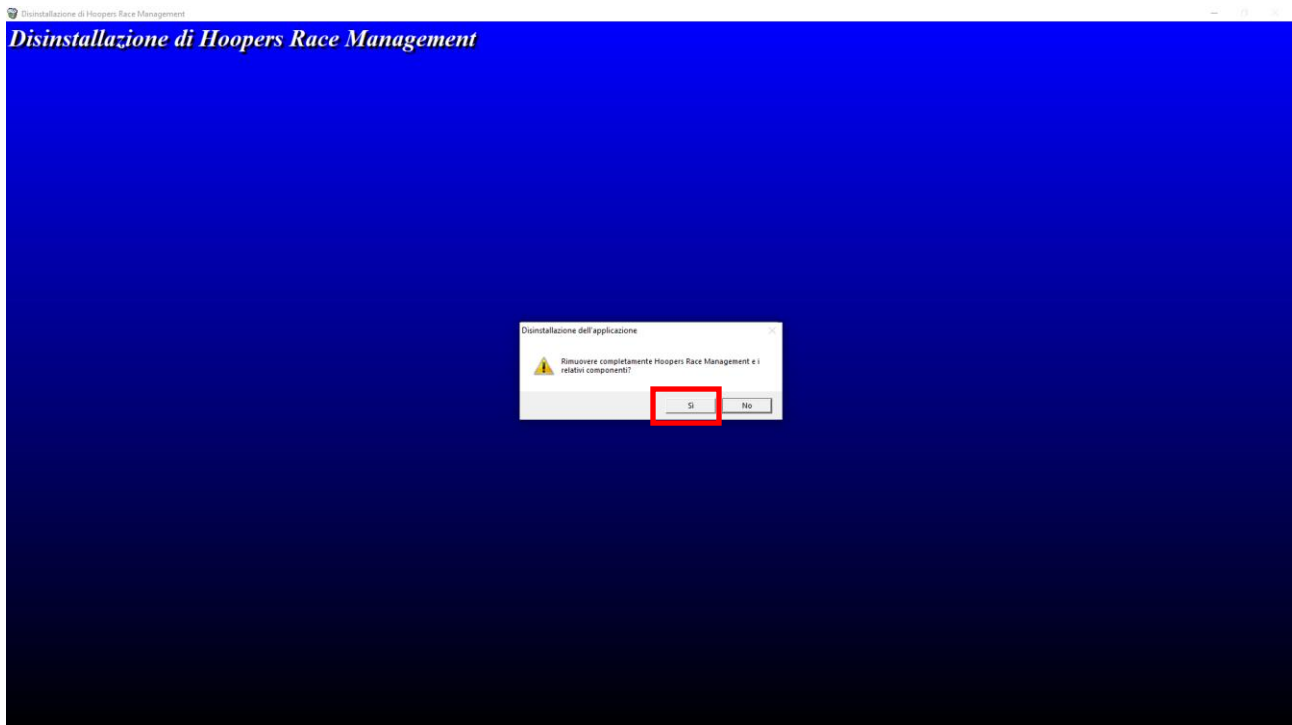 Disinstallazione di Hoopers Race Management
Disinstallazione di Hoopers Race Management
Disinstallazione dell'applicazione
Rimuovere completamente Hoopers Race Management e i
relativi componenti?
Sì
No